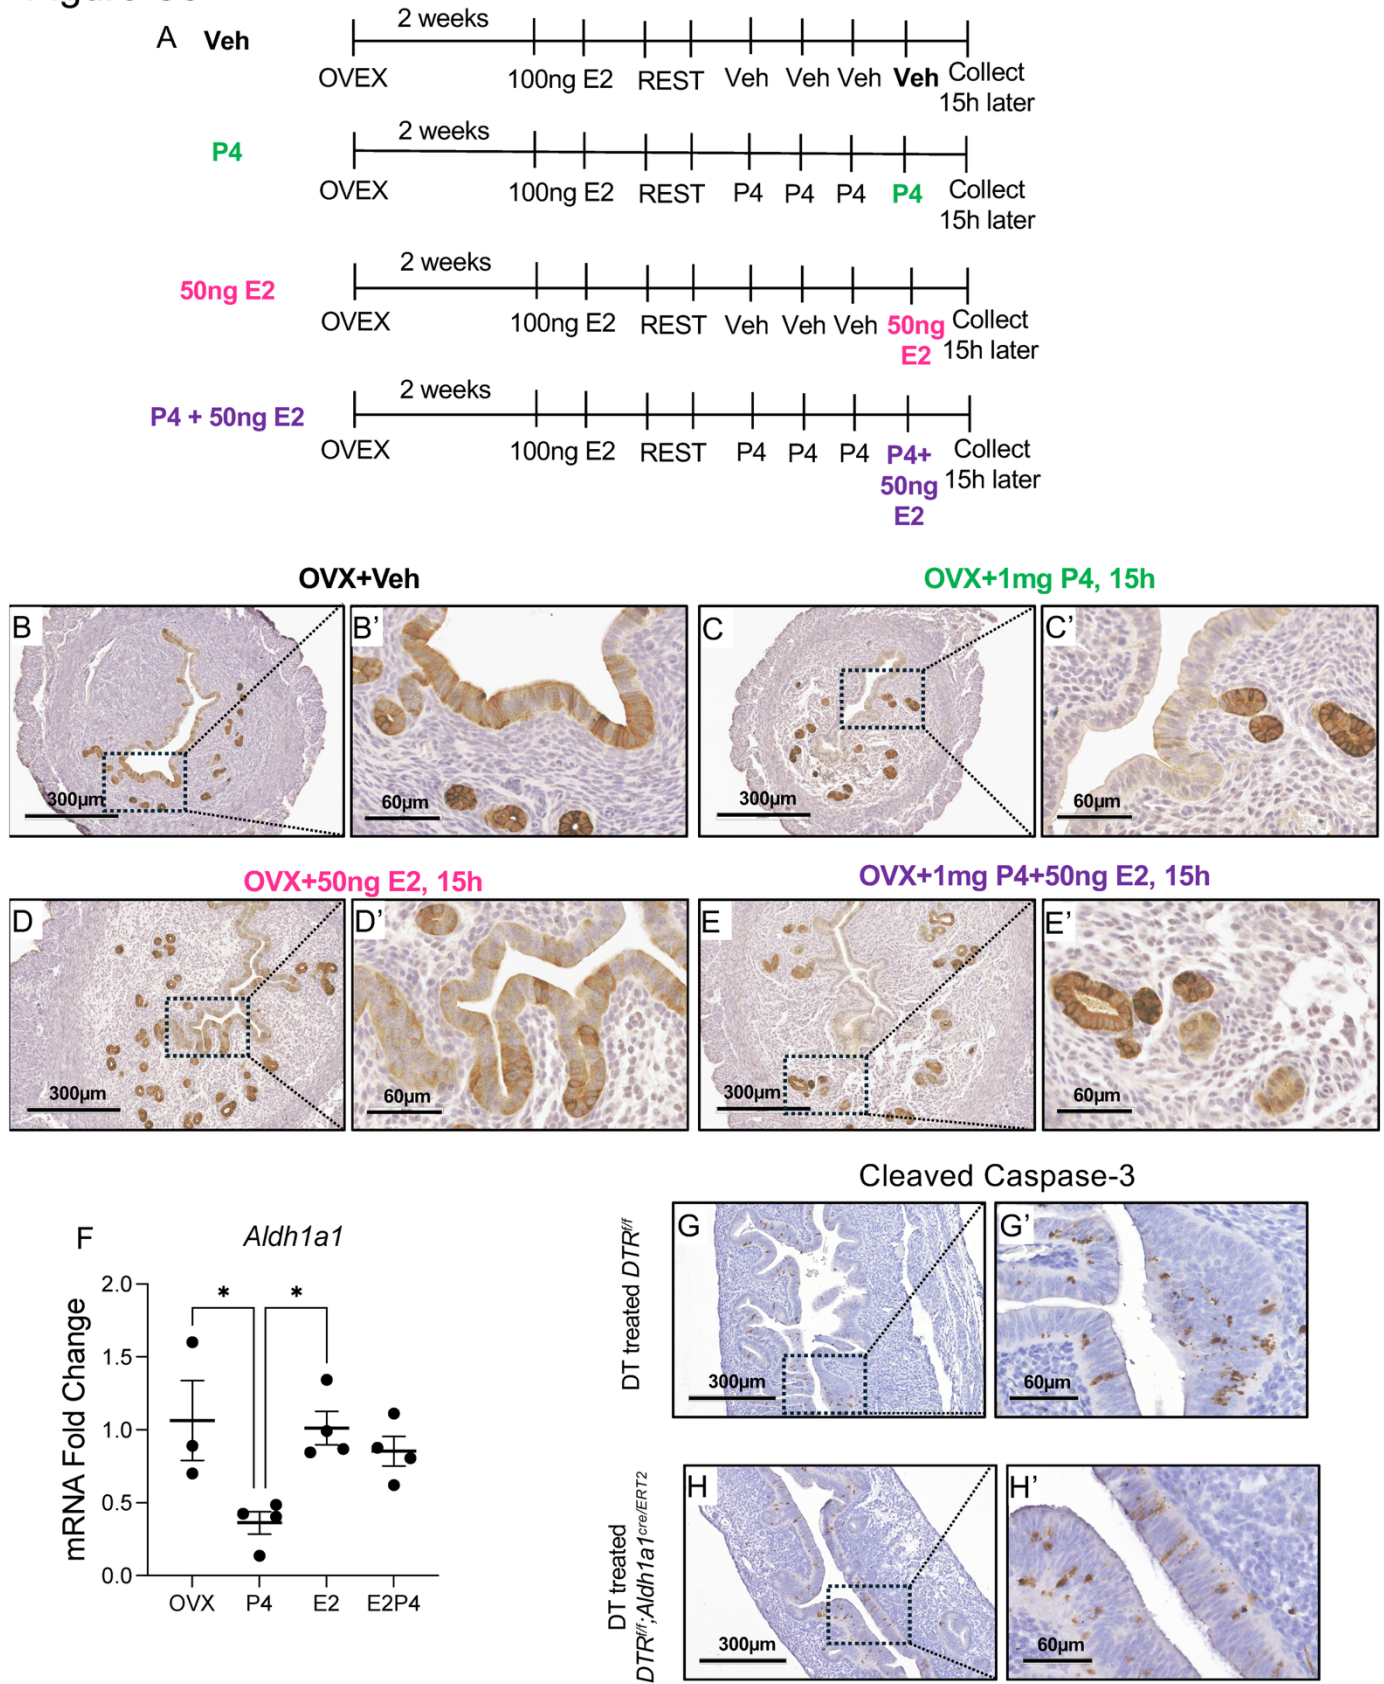 A Veh
2 weeks
OVEX 100ng E2 REST Veh Veh Veh Veh Collect
15h later
P4
2 weeks
OVEX 100ng E2 REST P4 P4 P4 P4 Collect
15h later
50ng E2
2 weeks
OVEX 100ng E2 REST Veh Veh Veh 50ng Collect
E2 15h later
P4 + 50ng E2
2 weeks
OVEX 100ng E2 REST P4 P4 P4 P4+ Collect
50ng 15h later
E2
OVX+Veh OVX+1mg P4, 15h
B B' C C'
300µm 60µm 300µm 60µm
OVX+50ng E2, 15h OVX+1mg P4+50ng E2, 15h
D D' E E'
300µm 60µm 300µm 60µm
F Aldh1a1
mRNA Fold Change
2.0
1.5
1.0
0.5
0.0
* *
OVX P4 E2 E2P4
Cleaved Caspase-3
DT treated DTRf/f
G G'
300µm 60µm
DT treated
DTRf/f;Aldh1a1cre/ERT2
H H'
300µm 60µm